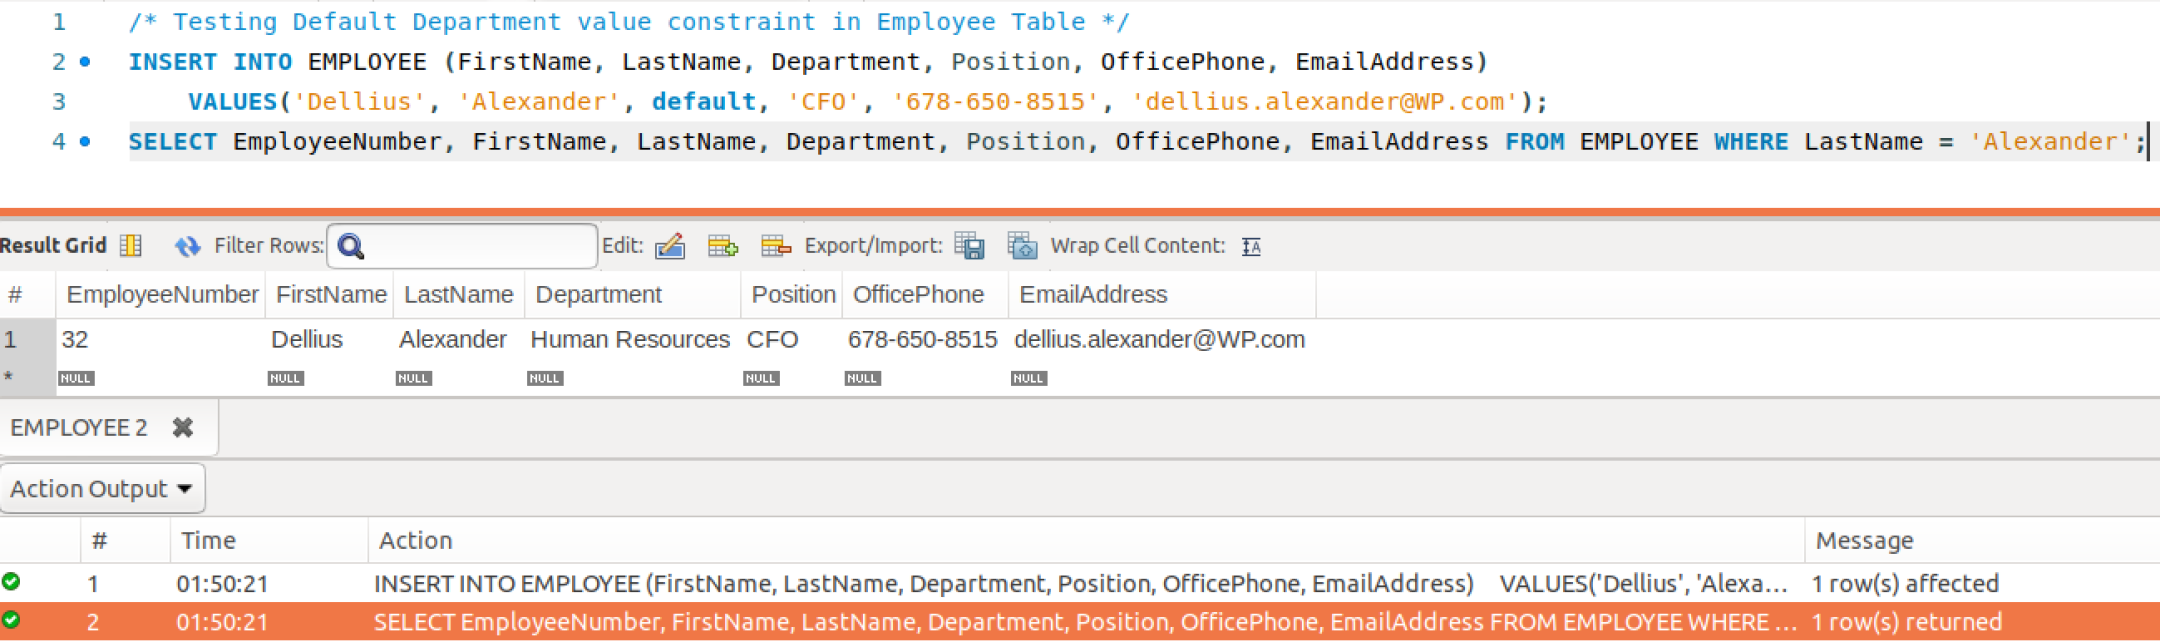 1 /* Testing Default Department value constraint in Employee Table */
2 INSERT INTO EMPLOYEE (FirstName, LastName, Department, Position, OfficePhone, EmailAddress)
3 VALUES('Dellius', 'Alexander', default, 'CFO', '678-650-8515', 'dellius.alexander@WP.com');
4 SELECT EmployeeNumber, FirstName, LastName, Department, Position, OfficePhone, EmailAddress FROM EMPLOYEE WHERE LastName = 'Alexander';
Result Grid Filter Rows: Edit: Export/Import: Wrap Cell Content:
# EmployeeNumber FirstName LastName Department Position OfficePhone EmailAddress
1 32 Dellius Alexander Human Resources CFO 678-650-8515 dellius.alexander@WP.com
* NULL NULL NULL NULL NULL NULL NULL
EMPLOYEE 2
Action Output
# Time Action Message
1 01:50:21 INSERT INTO EMPLOYEE (FirstName, LastName, Department, Position, OfficePhone, EmailAddress) VALUES('Dellius', 'Alexa... 1 row(s) affected
2 01:50:21 SELECT EmployeeNumber, FirstName, LastName, Department, Position, OfficePhone, EmailAddress FROM EMPLOYEE WHERE ... 1 row(s) returned